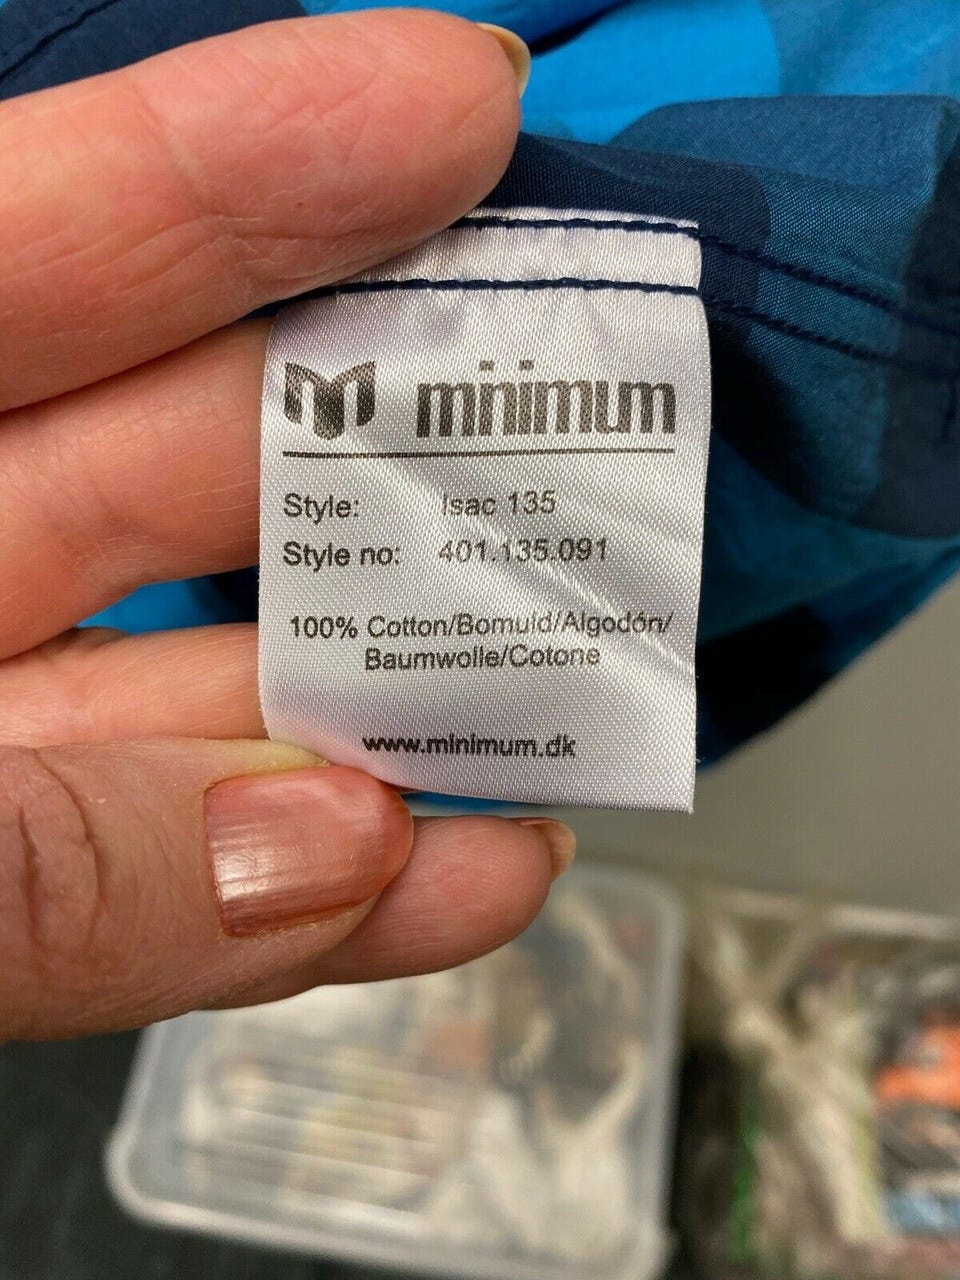 minimum
Style: Isac 135
Style no: 401.135.091
100% Cotton/Bomuld/Algodón/
Baumwolle/Cotone
www.minimum.dk